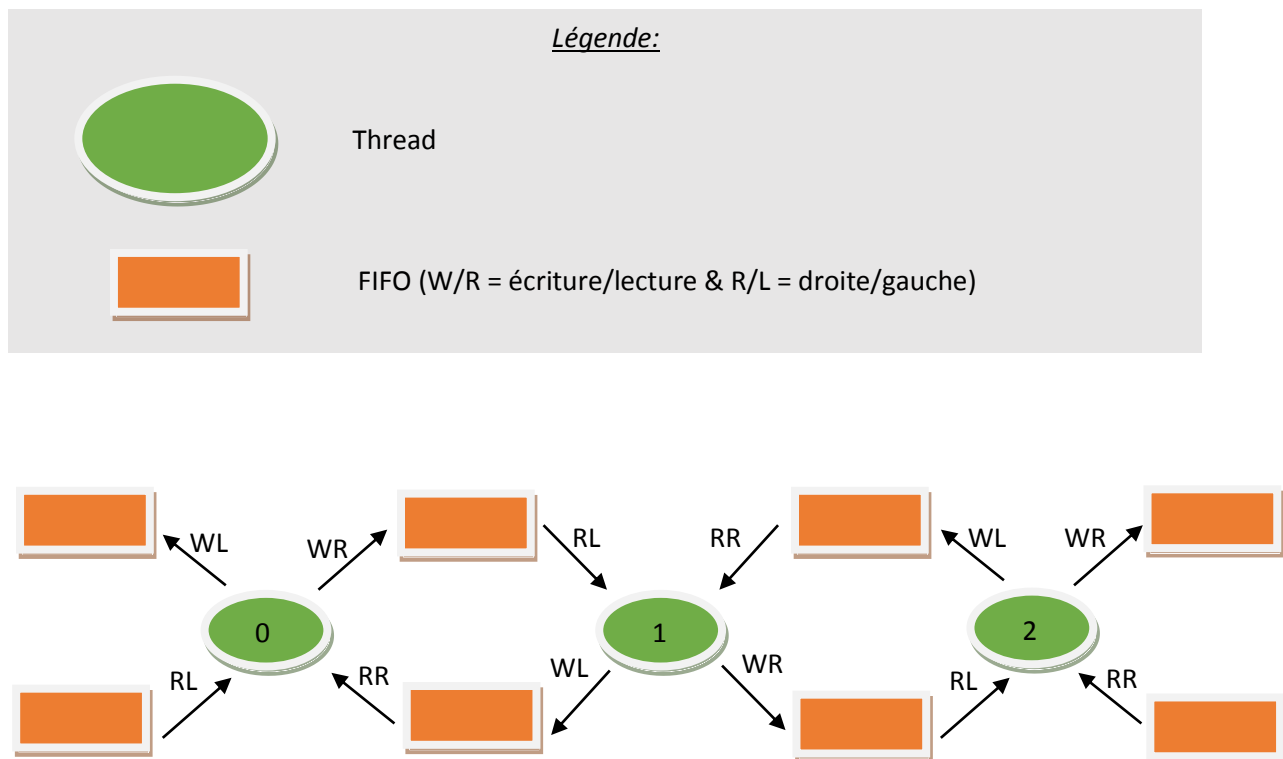 Légende:
Thread
FIFO (W/R = écriture/lecture & R/L = droite/gauche)
WL WR RL RR WL WR
0 1 2
RL RR WL WR RL RR